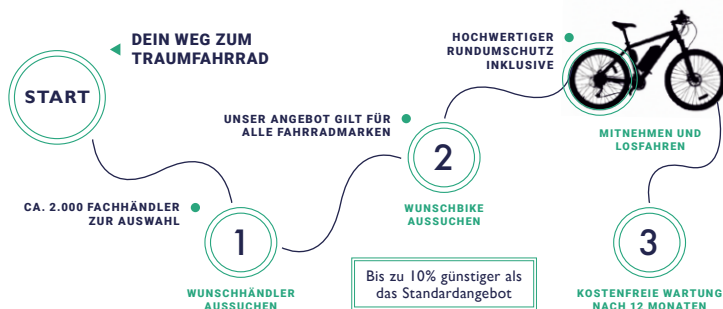 DEIN WEG ZUM
TRAUMFAHRRAD
START
CA. 2.000 FACHHÄNDLER
ZUR AUSWAHL
1
WUNSCHHÄNDLER
AUSSUCHEN
UNSER ANGEBOT GILT FÜR
ALLE FAHRRADMARKEN
2
WUNSCHBIKE
AUSSUCHEN
HOCHWERTIGER
RUNDUMSCHUTZ
INKLUSIVE
MITNEHMEN UND
LOSFAHREN
3
KOSTENFREIE WARTUNG
NACH 12 MONATEN
Bis zu 10% günstiger als
das Standardangebot